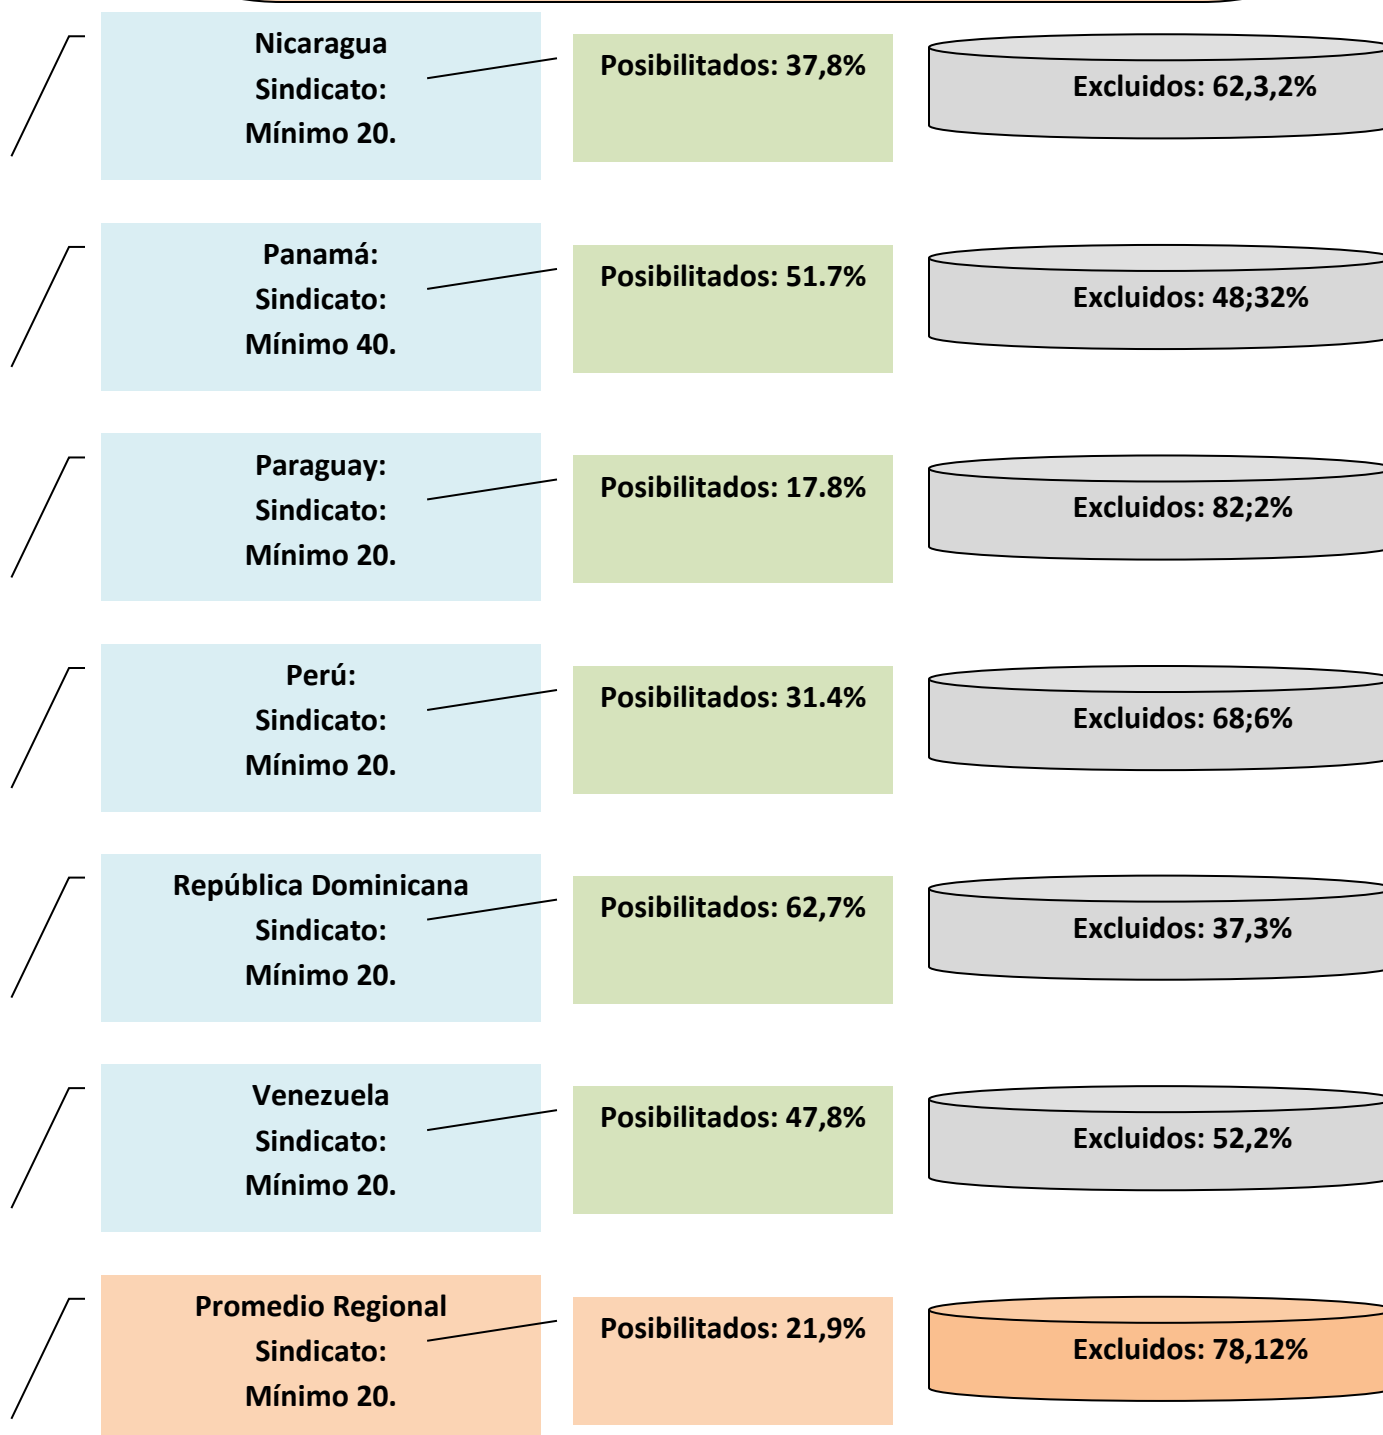 Nicaragua
Sindicato:
Mínimo 20.
Posibilitados: 37,8%
Excluidos: 62,3,2%
Panamá:
Sindicato:
Mínimo 40.
Posibilitados: 51.7%
Excluidos: 48;32%
Paraguay:
Sindicato:
Mínimo 20.
Posibilitados: 17.8%
Excluidos: 82;2%
Perú:
Sindicato:
Mínimo 20.
Posibilitados: 31.4%
Excluidos: 68;6%
República Dominicana
Sindicato:
Mínimo 20.
Posibilitados: 62,7%
Excluidos: 37,3%
Venezuela
Sindicato:
Mínimo 20.
Posibilitados: 47,8%
Excluidos: 52,2%
Promedio Regional
Sindicato:
Mínimo 20.
Posibilitados: 21,9%
Excluidos: 78,12%